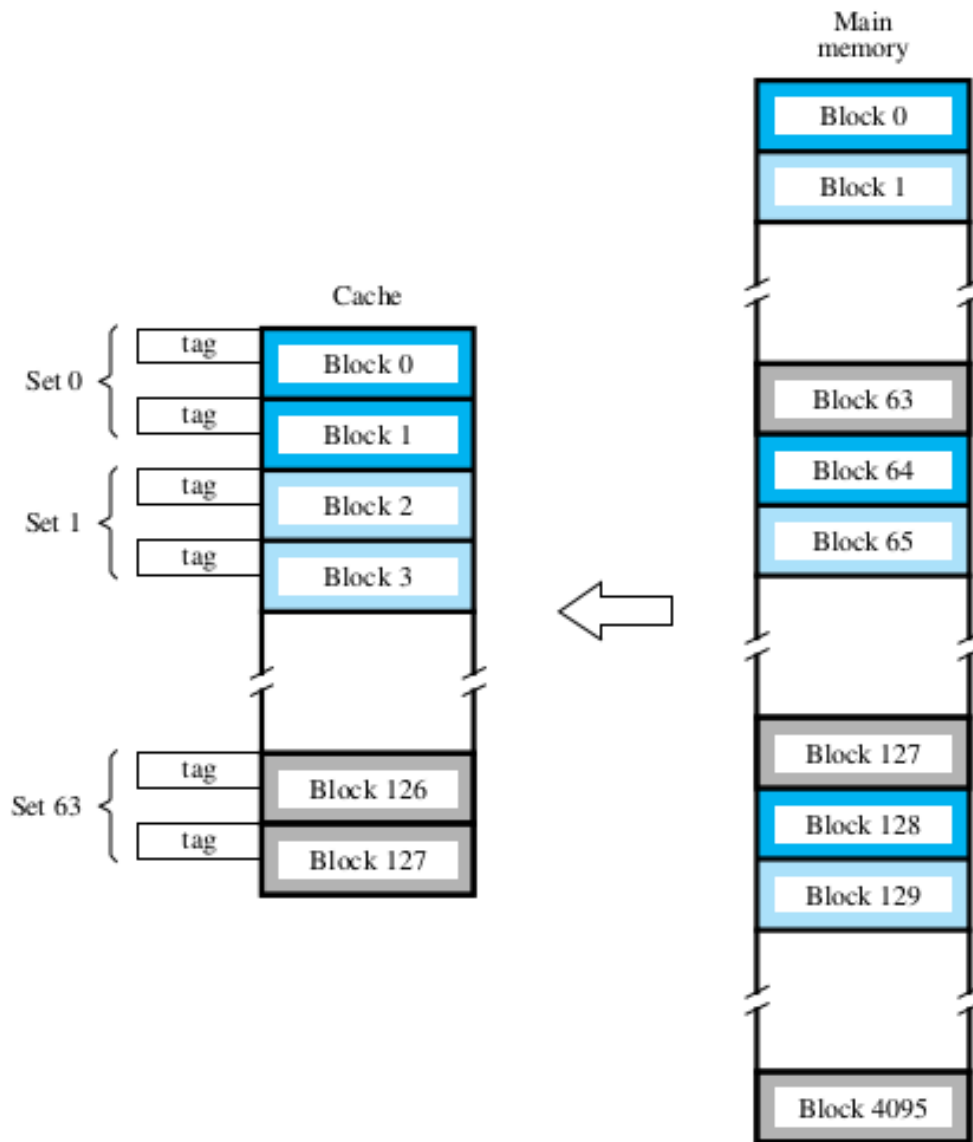 Main
memory
Block 0
Block 1
Cache
Set 0
tag
Block 0
tag
Block 1
Set 1
tag
Block 2
tag
Block 3
Set 63
tag
Block 126
tag
Block 127
Block 63
Block 64
Block 65
Block 127
Block 128
Block 129
Block 4095